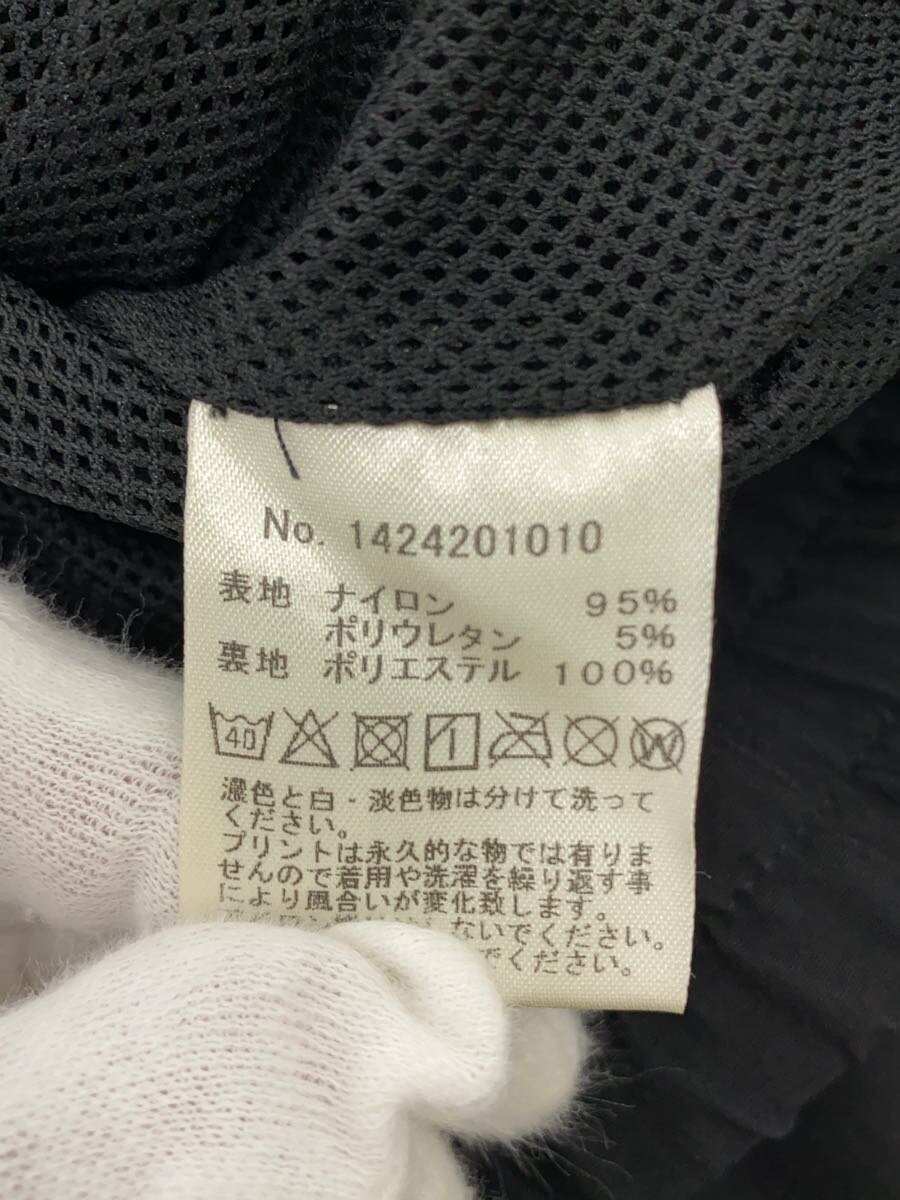 No. 1424201010
表地 ナイロン 95%
ポリウレタン 5%
裏地 ポリエステル 100%
40
W
濃色と白・淡色物は分けて洗って
ください。
プリントは永久的な物では有りま
せんので着用や洗濯を繰り返す事
により風合いが変化致します。
しないでください。
でください。